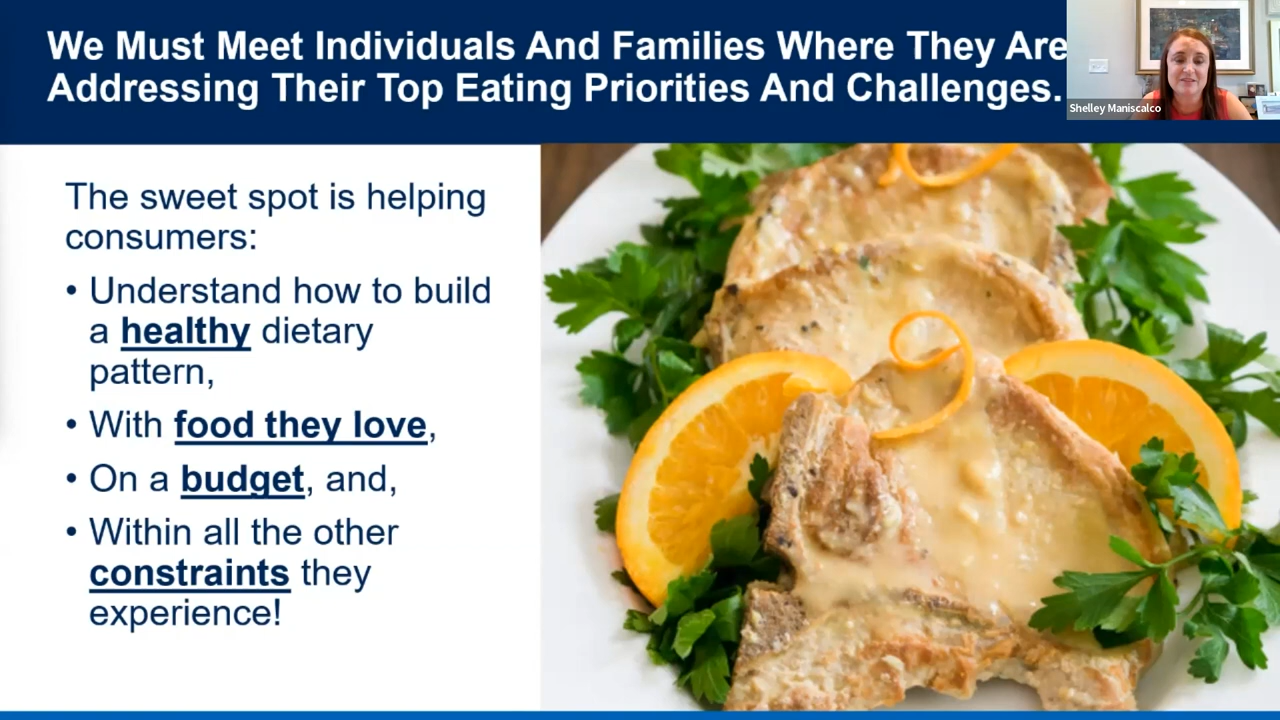 We Must Meet Individuals And Families Where They Are
Addressing Their Top Eating Priorities And Challenges.
Shelley Maniscalco
The sweet spot is helping
consumers:
• Understand how to build
a healthy dietary
pattern,
• With food they love,
• On a budget, and,
• Within all the other
constraints they
experience!